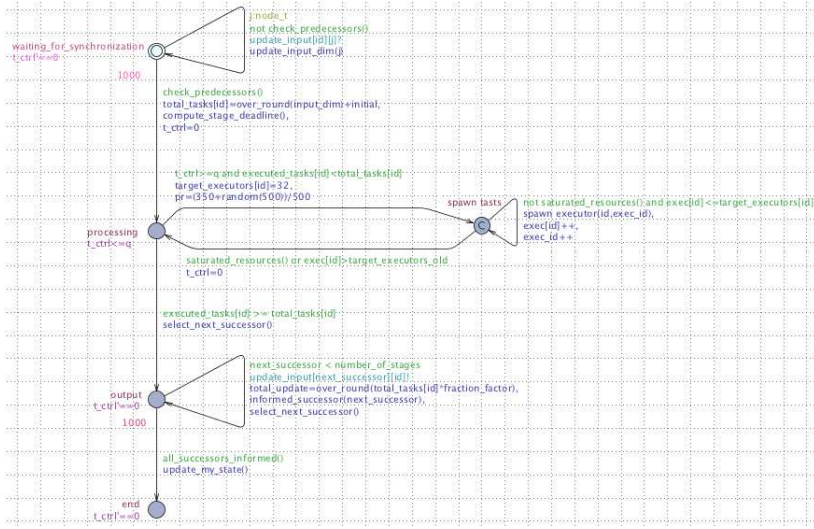 j:node_t
not check_predecessors()
update_input[id][j]?
update_input_dim(j)
waiting_for_synchronization
t_ctrl'==0
1000
check_predecessors()
total_tasks[id]=over_round(input_dim)+initial,
compute_stage_deadline(),
t_ctrl=0
t_ctrl>=q and executed_tasks[id]<total_tasks[id]
target_executors[id]=32,
pr=(350+random(500))/500
spawn tasts
C
not saturated_resources() and exec[id]<=target_executors[id]
spawn executor(id,exec_id),
exec[id]++,
exec_id++
processing
t_ctrl<=q
saturated_resources() or exec[id]>target_executors_old
t_ctrl=0
executed_tasks[id] >= total_tasks[id]
select_next_successor()
next_successor < number_of_stages
update_input[next_successor][id]!
total_update=over_round(total_tasks[id]*fraction_factor),
informed_successor(next_successor),
select_next_successor()
output
t_ctrl'==0
1000
all_successors_informed()
update_my_state()
end
t_ctrl'==0